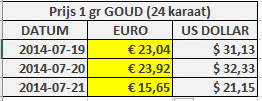 Prijs 1 gr GOUD (24 karaat)
DATUM EURO US DOLLAR
2014-07-19 € 23,04 $ 31,13
2014-07-20 € 23,92 $ 32,33
2014-07-21 € 15,65 $ 21,15